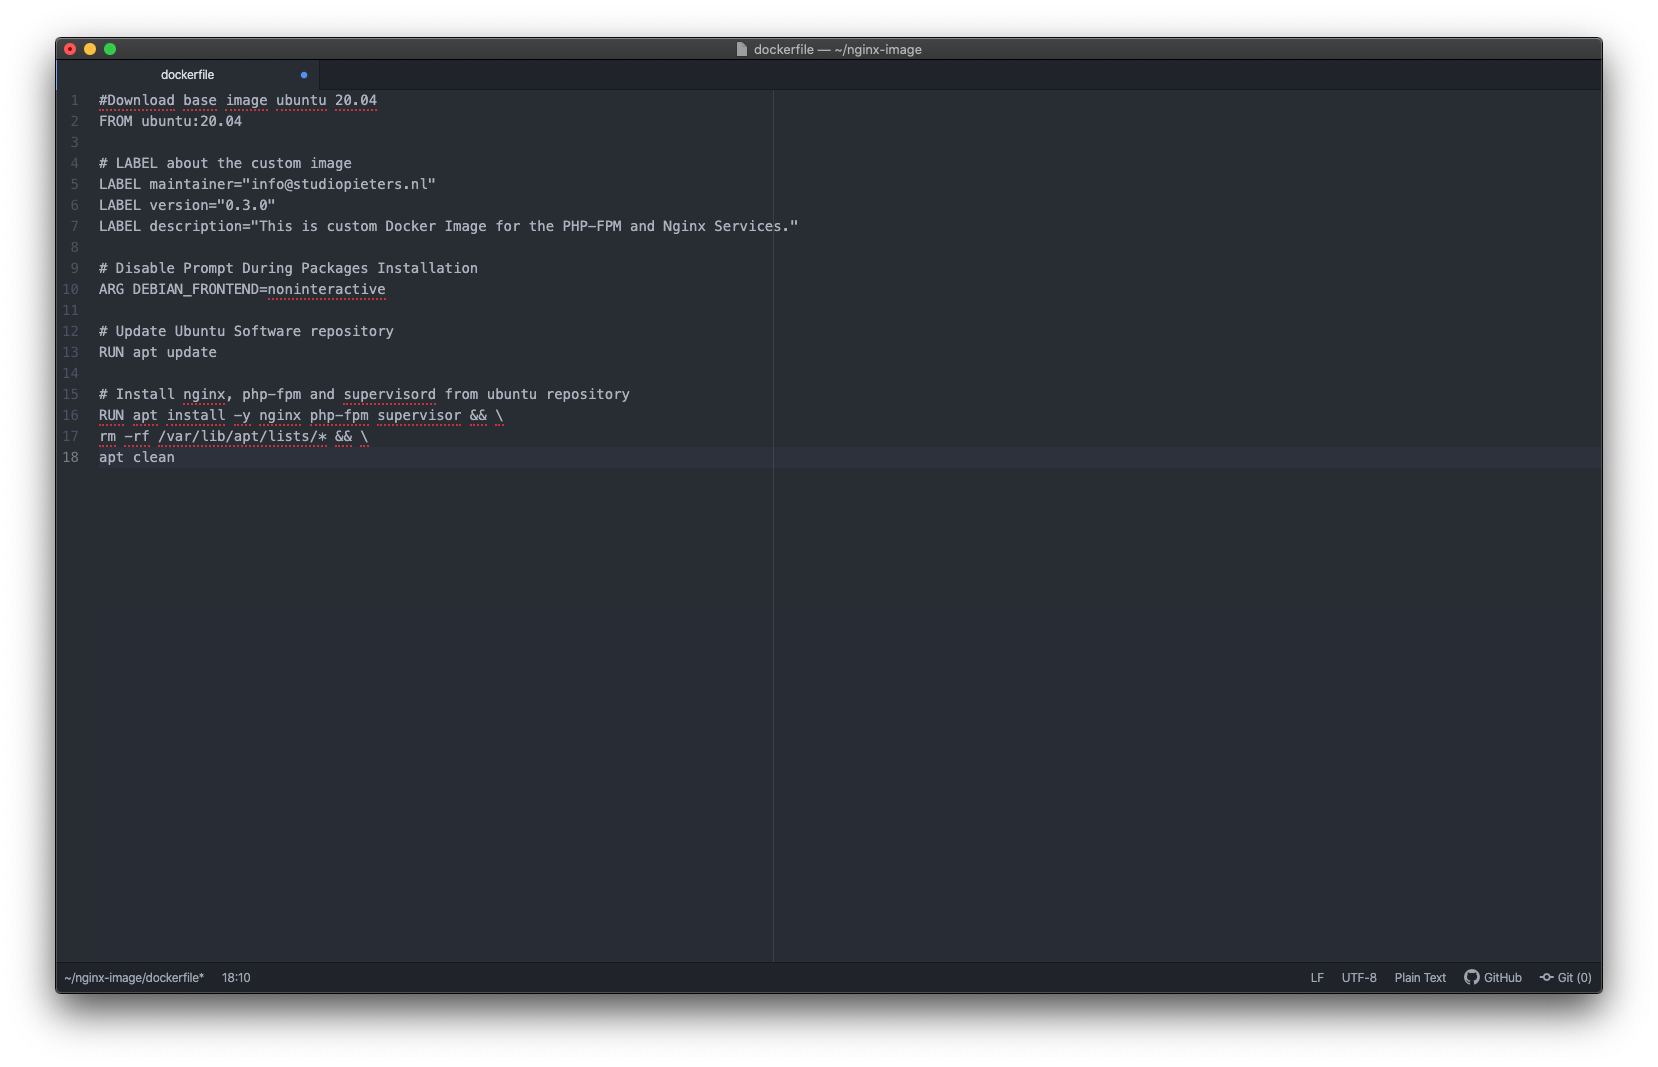 dockerfile — ~/nginx-image
dockerfile
1 #Download base image ubuntu 20.04
2 FROM ubuntu:20.04
3
4 # LABEL about the custom image
5 LABEL maintainer="info@studiopieters.nl"
6 LABEL version="0.3.0"
7 LABEL description="This is custom Docker Image for the PHP-FPM and Nginx Services."
8
9 # Disable Prompt During Packages Installation
10 ARG DEBIAN_FRONTEND=noninteractive
11
12 # Update Ubuntu Software repository
13 RUN apt update
14
15 # Install nginx, php-fpm and supervisord from ubuntu repository
16 RUN apt install -y nginx php-fpm supervisor && \
17 rm -rf /var/lib/apt/lists/* && \
18 apt clean
~/nginx-image/dockerfile* 18:10 LF UTF-8 Plain Text GitHub Git (0)